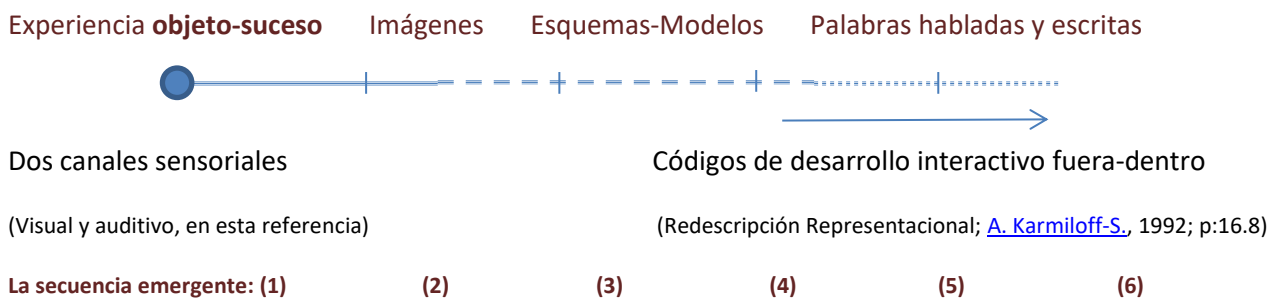 Experiencia objeto-suceso Imágenes Esquemas-Modelos Palabras habladas y escritas
Dos canales sensoriales Códigos de desarrollo interactivo fuera-dentro
(Visual y auditivo, en esta referencia) (Redescripción Representacional; A. Karmiloff-S., 1992; p:16.8)
La secuencia emergente: (1) (2) (3) (4) (5) (6)